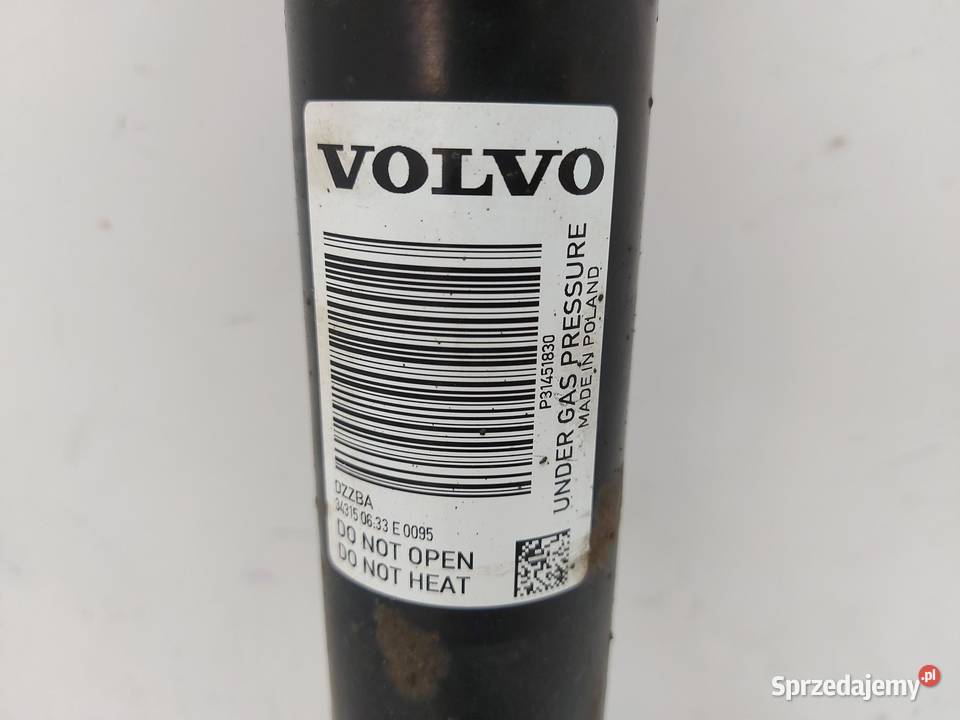 VOLVO
P31451830
UNDER GAS PRESSURE
MADE IN POLAND
DZZBA
34315 06:33 E 0095
DO NOT OPEN
DO NOT HEAT
Sprzedajemy.pl